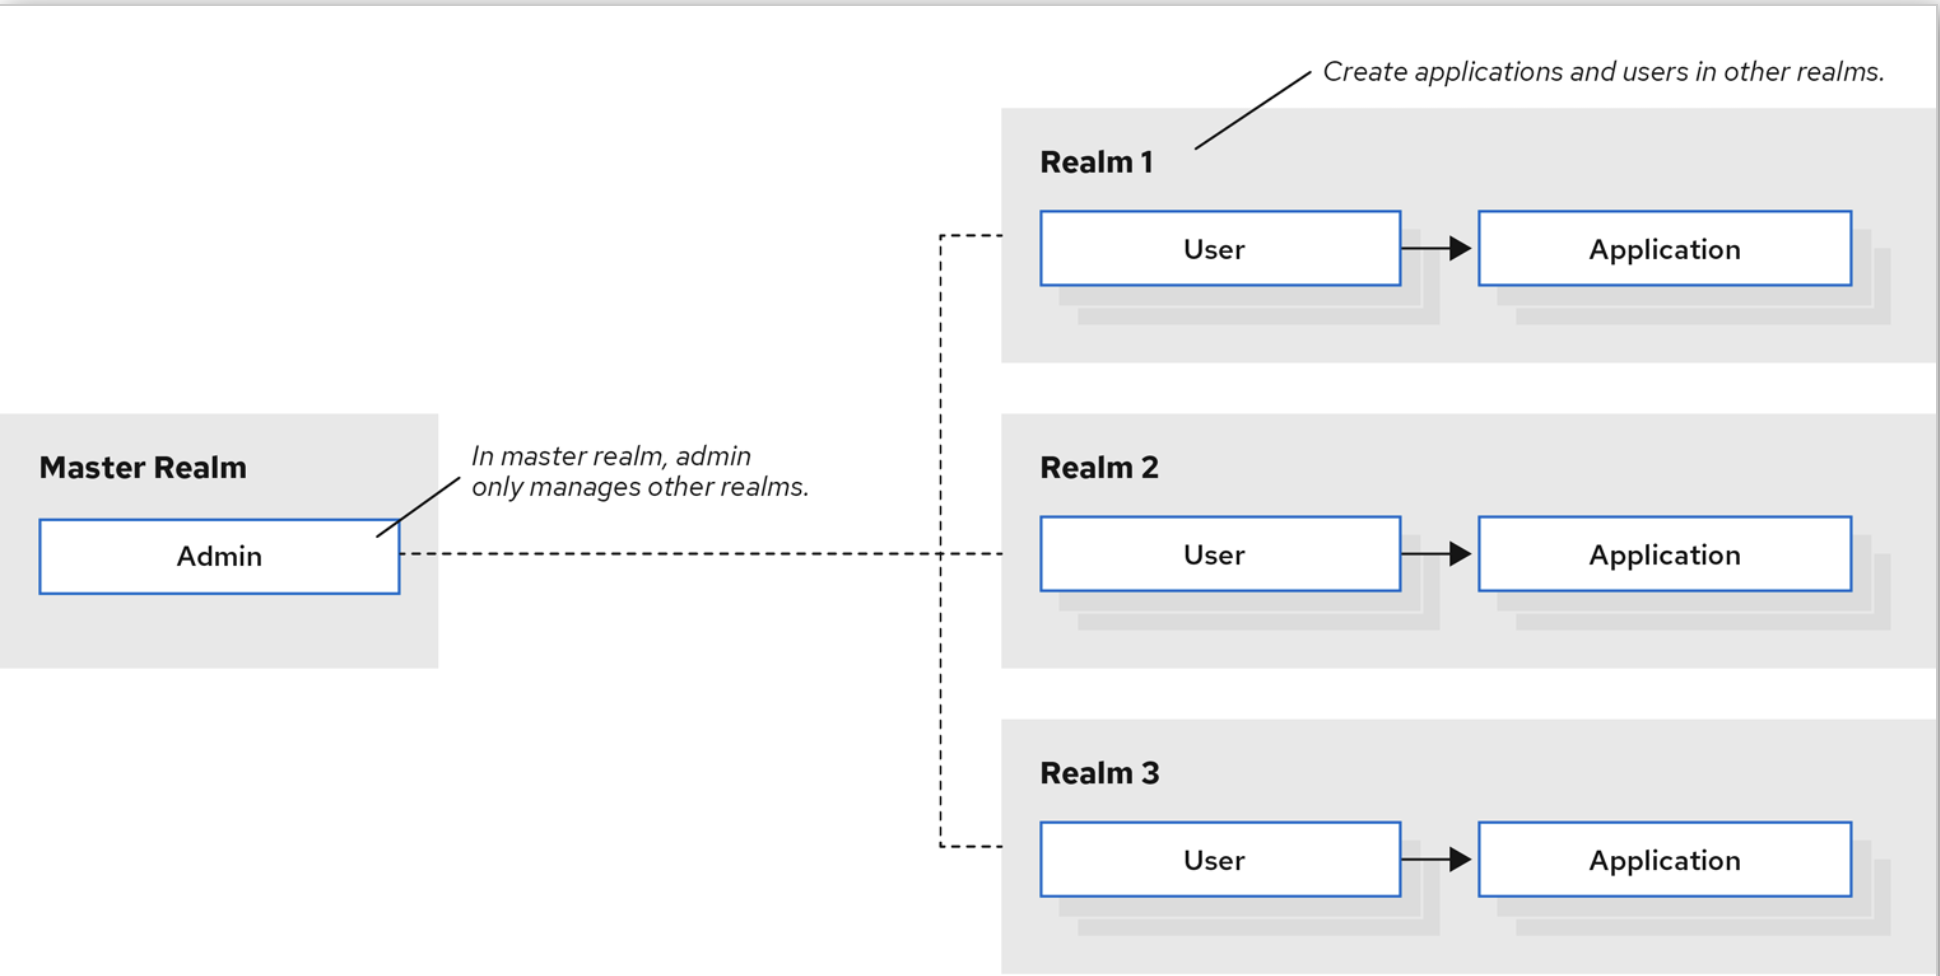 Create applications and users in other realms.
Realm 1
User
Application
Master Realm
In master realm, admin
only manages other realms.
Admin
Realm 2
User
Application
Realm 3
User
Application